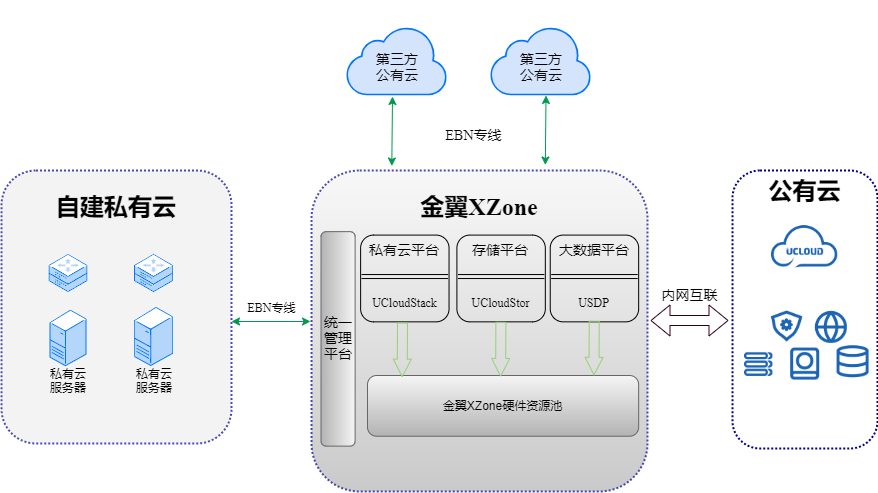 第三方
公有云
第三方
公有云
EBN专线
自建私有云
私有云
服务器
私有云
服务器
EBN专线
金翼XZone
统一
管理
平台
私有云平台
UCloudStack
存储平台
UCloudStor
大数据平台
USDP
金翼XZone硬件资源池
内网互联
公有云
UCLOUD